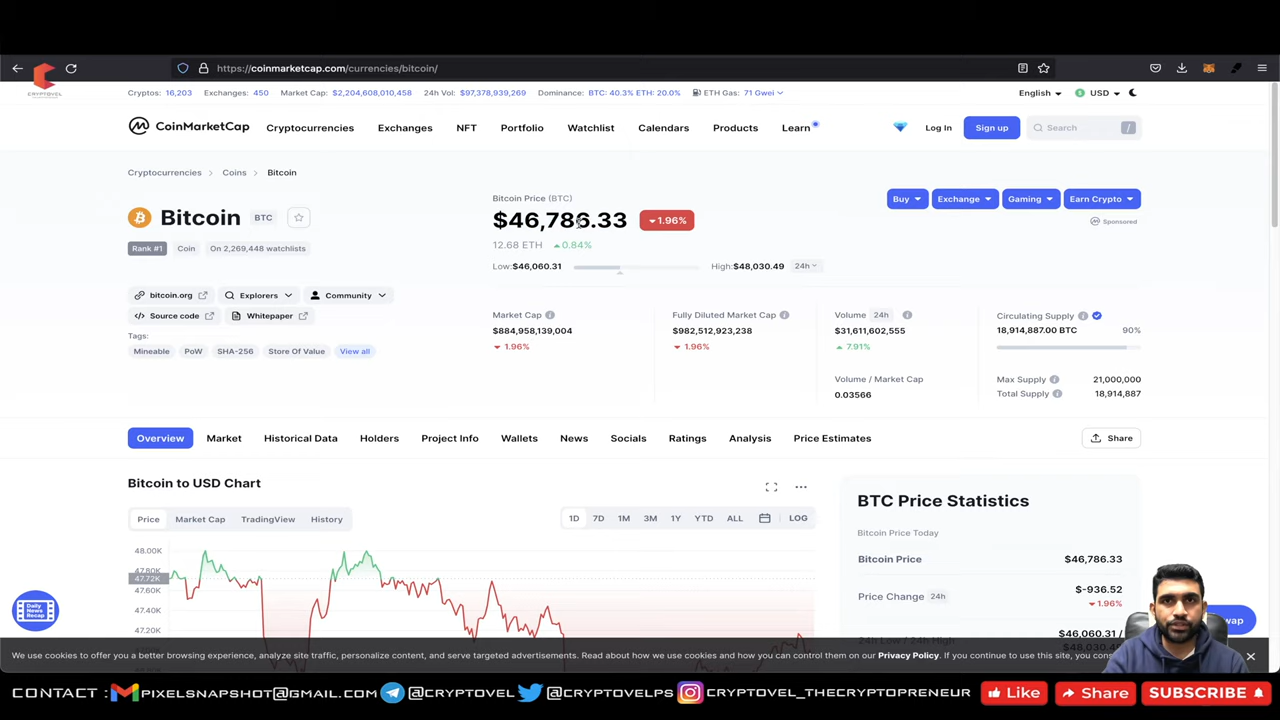 https://coinmarketcap.com/currencies/bitcoin/
CRYPTOVEL
Cryptos: 16,203 Exchanges: 450 Market Cap: $2,204,608,010,458 24h Vol: $97,378,939,269 Dominance: BTC: 40.3% ETH: 20.0% ETH Gas: 71 Gwei English USD
CoinMarketCap Cryptocurrencies Exchanges NFT Portfolio Watchlist Calendars Products Learn Log In Sign up Search /
Cryptocurrencies > Coins > Bitcoin
Bitcoin Price (BTC)
Bitcoin BTC $46,786.33 1.96% Buy Exchange Gaming Earn Crypto
Sponsored
Rank #1 Coin On 2,269,448 watchlists 12.68 ETH 0.84%
Low: $46,060.31 High: $48,030.49 24h
bitcoin.org Explorers Community
Source code Whitepaper
Tags:
Mineable PoW SHA-256 Store Of Value View all
Market Cap Fully Diluted Market Cap Volume 24h Circulating Supply
$884,958,139,004 $982,512,923,238 $31,611,602,555 18,914,887.00 BTC 90%
1.96% 1.96% 7.91%
Volume / Market Cap Max Supply 21,000,000
0.03566 Total Supply 18,914,887
Overview Market Historical Data Holders Project Info Wallets News Socials Ratings Analysis Price Estimates Share
Bitcoin to USD Chart
Price Market Cap TradingView History 1D 7D 1M 3M 1Y YTD ALL LOG
48.00K
47.80K
47.72K
47.60K
47.40K
47.20K
BTC Price Statistics
Bitcoin Price Today
Bitcoin Price $46,786.33
Price Change 24h $-936.52
1.96%
24h Low / 24h High $46,060.31 /
$48,030.49
Daily News Recap
We use cookies to offer you a better browsing experience, analyze site traffic, personalize content, and serve targeted advertisements. Read about how we use cookies and how you can control them on our Privacy Policy. If you continue to use this site, you cons
CONTACT : PIXELSNAPSHOT@GMAIL.COM @CRYPTOVEL @CRYPTOVELPS CRYPTOVEL_THECRYPTOPRENEUR Like Share SUBSCRIBE